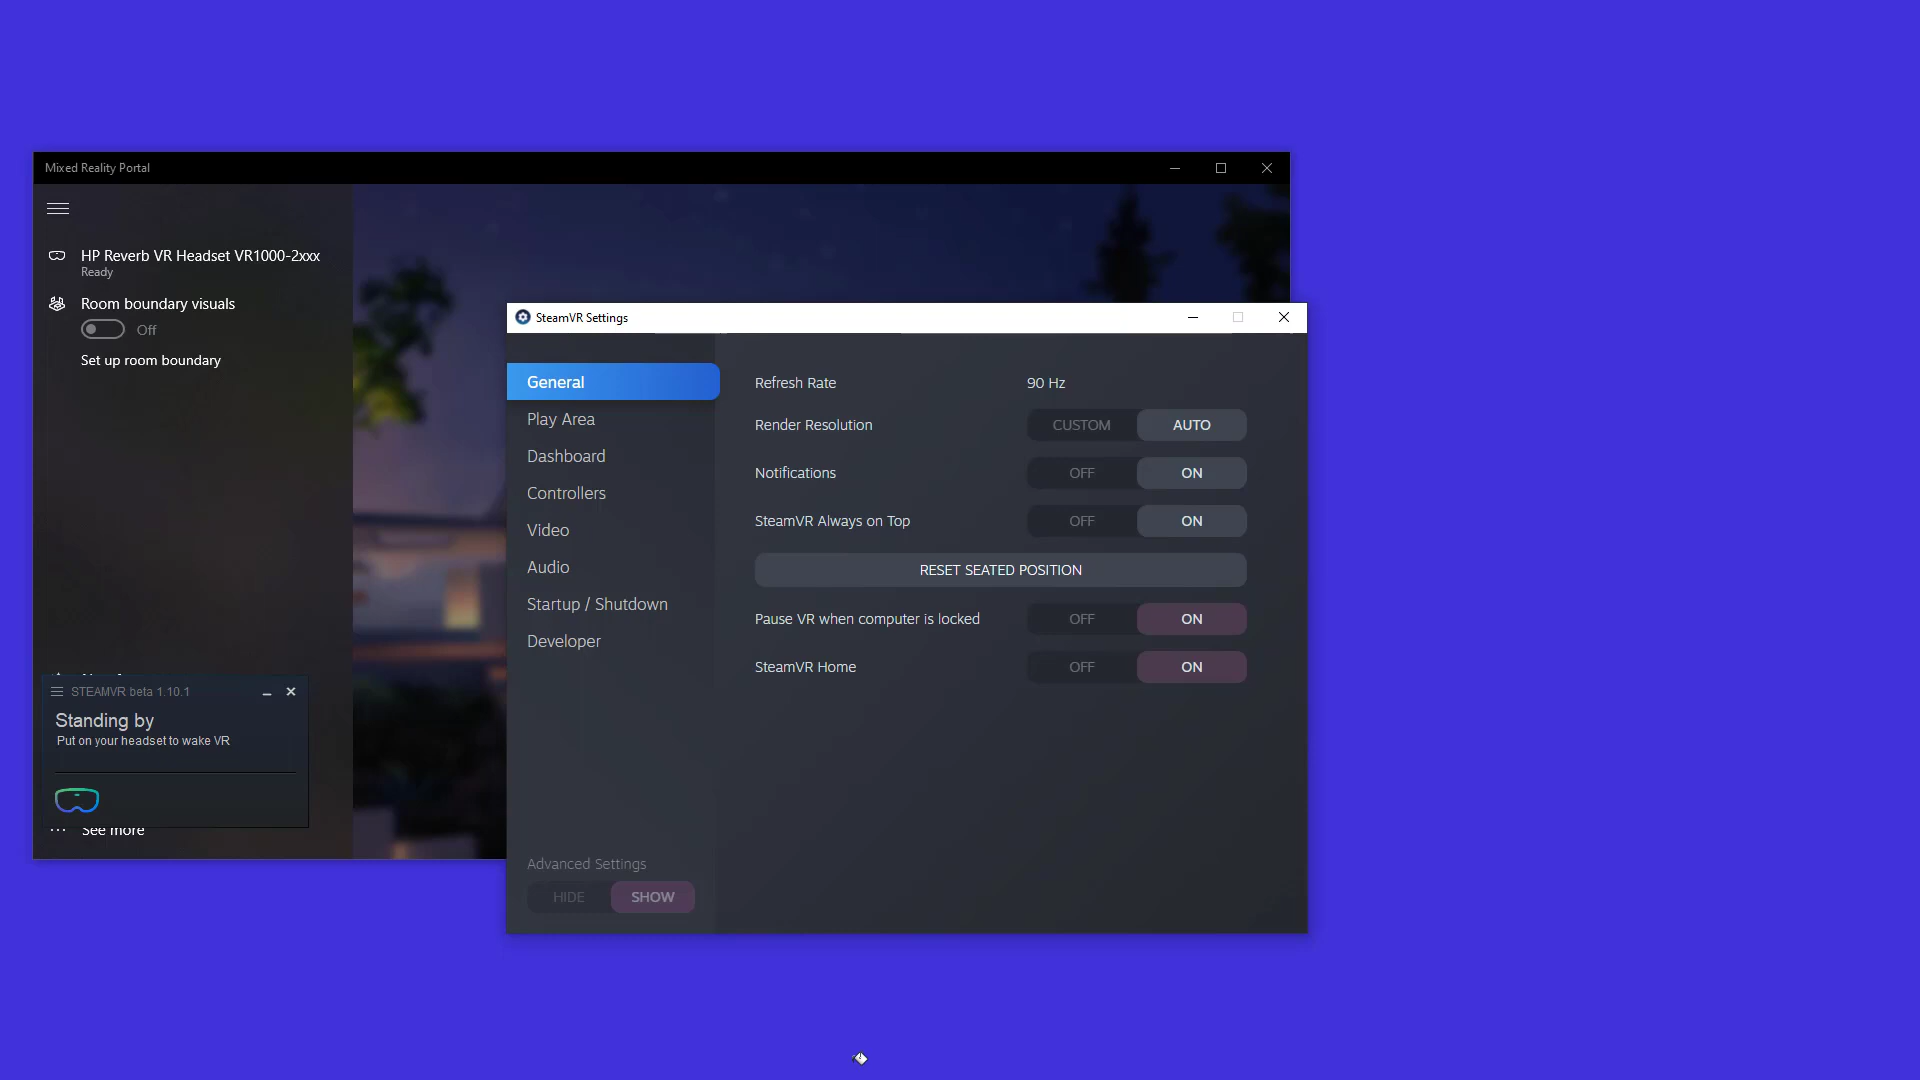 Mixed Reality Portal
HP Reverb VR Headset VR1000-2xxx
Ready
Room boundary visuals
Off
Set up room boundary
STEAMVR beta 1.10.1
Standing by
Put on your headset to wake VR
See more
SteamVR Settings
General
Play Area
Dashboard
Controllers
Video
Audio
Startup / Shutdown
Developer
Advanced Settings
HIDE SHOW
Refresh Rate 90 Hz
Render Resolution CUSTOM AUTO
Notifications OFF ON
SteamVR Always on Top OFF ON
RESET SEATED POSITION
Pause VR when computer is locked OFF ON
SteamVR Home OFF ON